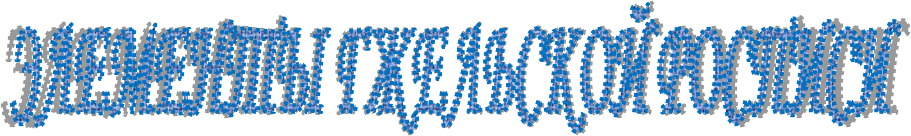 ЭЛЕМЕНТЫ ГЖЕЛЬСКОЙ РОСПИСИ